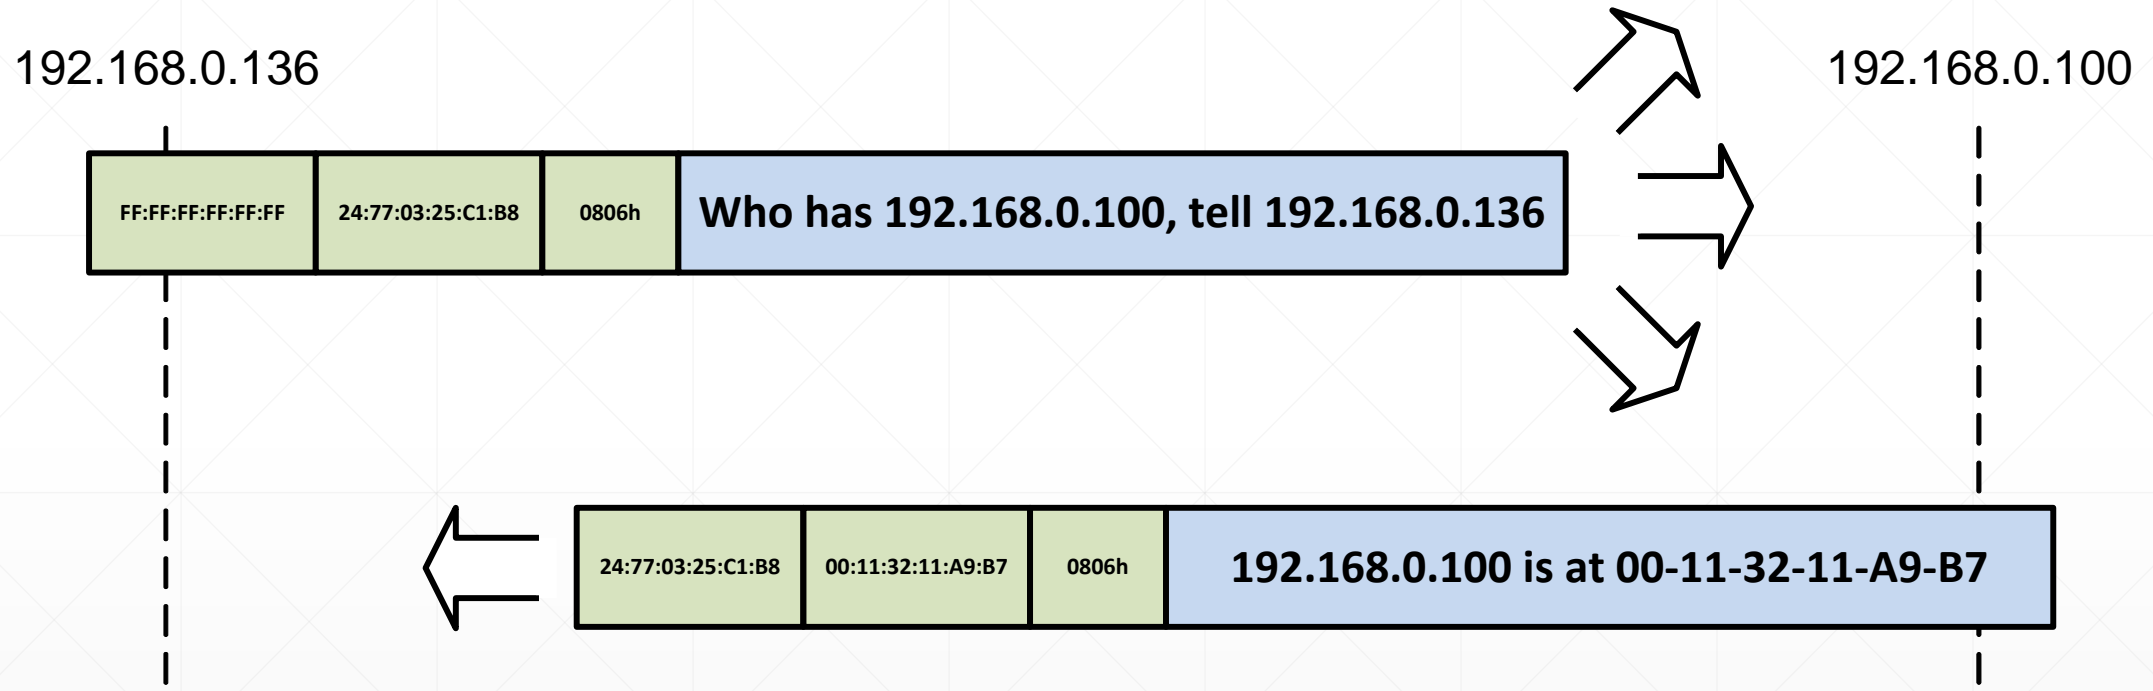 192.168.0.136
192.168.0.100
FF:FF:FF:FF:FF:FF 24:77:03:25:C1:B8 0806h Who has 192.168.0.100, tell 192.168.0.136
24:77:03:25:C1:B8 00:11:32:11:A9:B7 0806h 192.168.0.100 is at 00-11-32-11-A9-B7